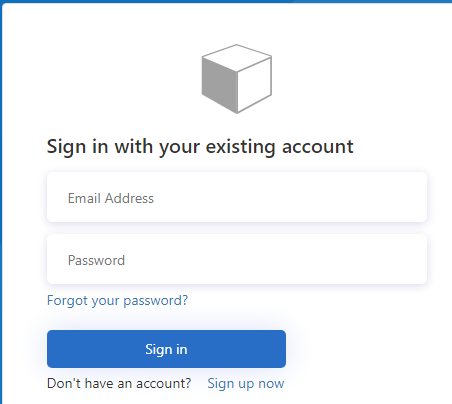 Sign in with your existing account
Email Address
Password
Forgot your password?
Sign in
Don't have an account? Sign up now